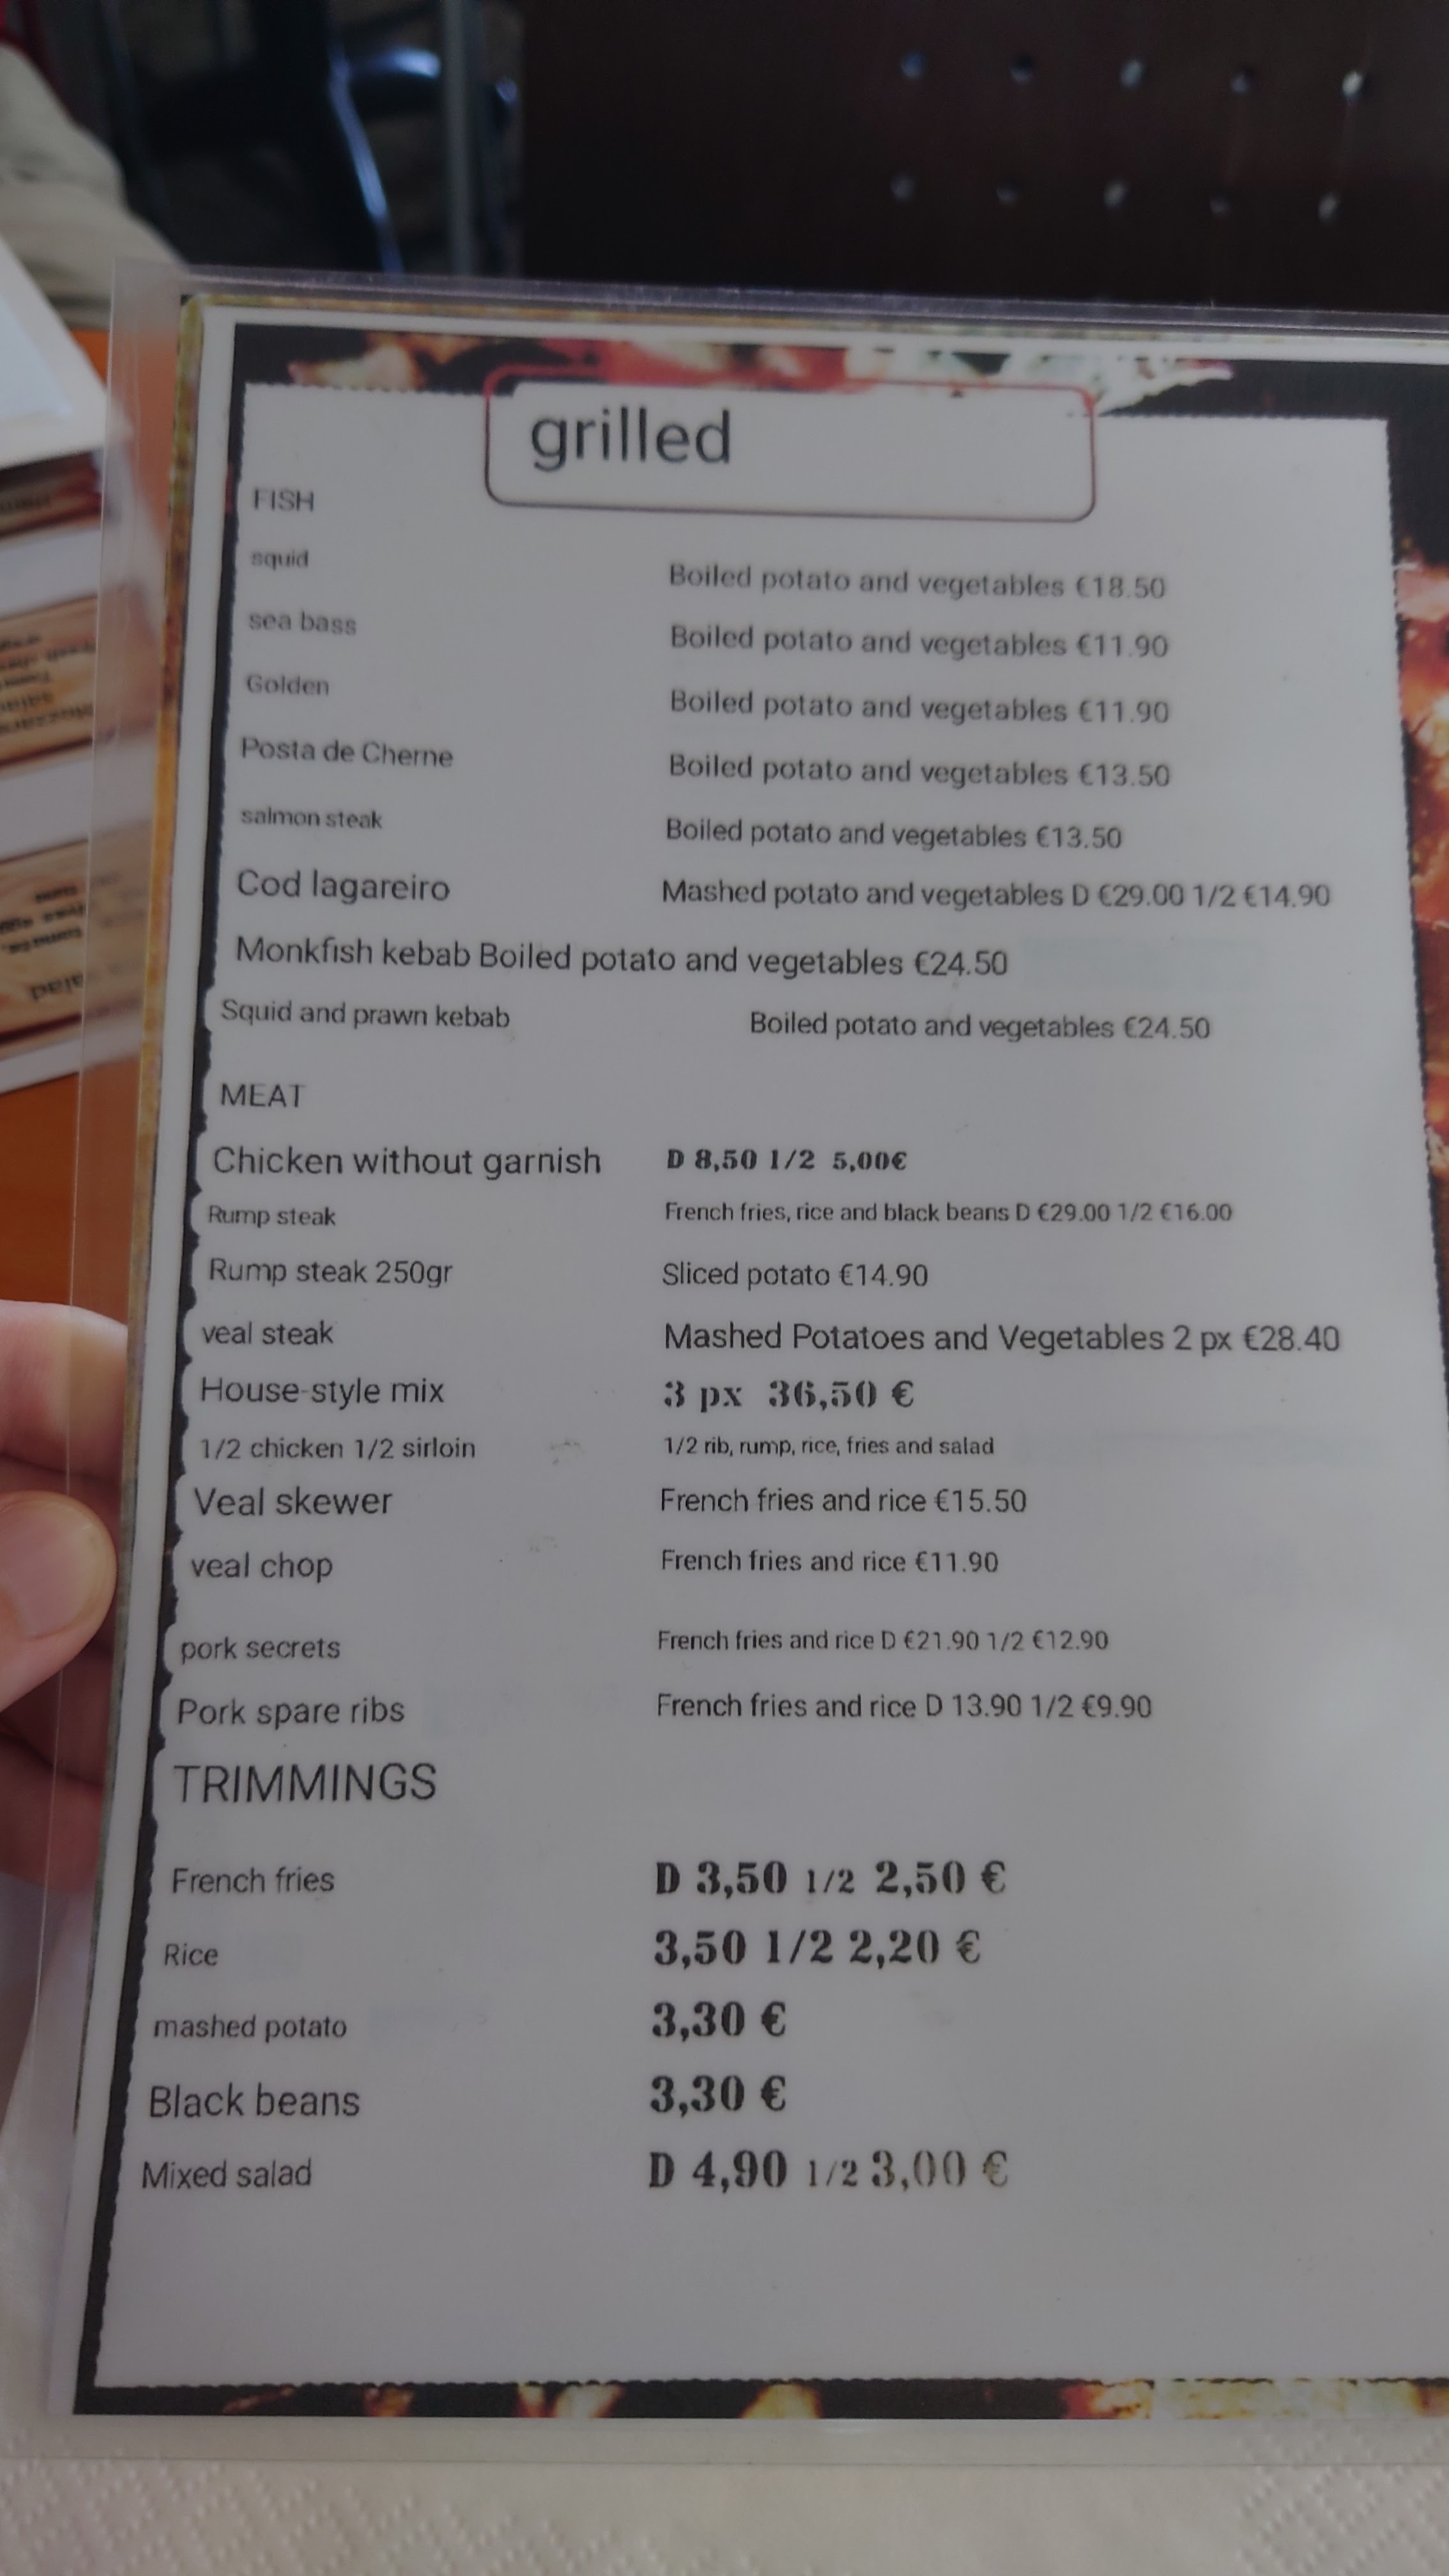 grilled
FISH
squid Boiled potato and vegetables €18.50
sea bass Boiled potato and vegetables €11.90
Golden Boiled potato and vegetables €11.90
Posta de Cherne Boiled potato and vegetables €13.50
salmon steak Boiled potato and vegetables €13.50
Cod lagareiro Mashed potato and vegetables D €29.00 1/2 €14.90
Monkfish kebab Boiled potato and vegetables €24.50
Squid and prawn kebab Boiled potato and vegetables €24.50
MEAT
Chicken without garnish D 8,50 1/2 5,00€
Rump steak French fries, rice and black beans D €29.00 1/2 €16.00
Rump steak 250gr Sliced potato €14.90
veal steak Mashed Potatoes and Vegetables 2 px €28.40
House-style mix 3 px 36,50 €
1/2 chicken 1/2 sirloin 1/2 rib, rump, rice, fries and salad
Veal skewer French fries and rice €15.50
veal chop French fries and rice €11.90
pork secrets French fries and rice D €21.90 1/2 €12.90
Pork spare ribs French fries and rice D 13.90 1/2 €9.90
TRIMMINGS
French fries D 3,50 1/2 2,50 €
Rice 3,50 1/2 2,20 €
mashed potato 3,30 €
Black beans 3,30 €
Mixed salad D 4,90 1/2 3,00 €